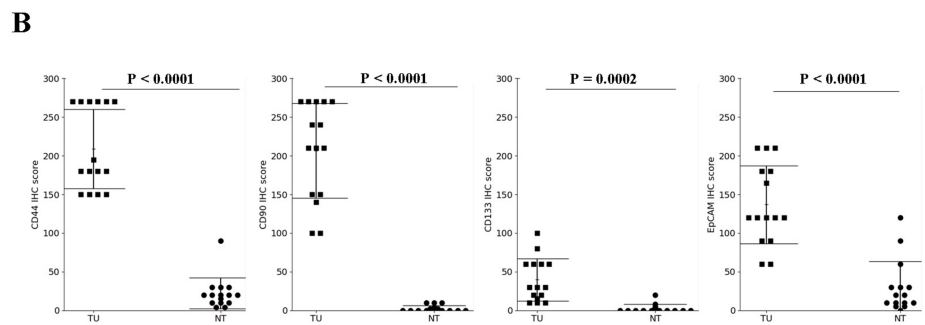 B
P < 0.0001
P < 0.0001
P = 0.0002
P < 0.0001
CD44 IHC score
300
250
200
150
100
50
0
TU
NT
CD90 IHC score
300
250
200
150
100
50
0
TU
NT
CD133 IHC score
300
250
200
150
100
50
0
TU
NT
EpCAM IHC score
300
250
200
150
100
50
0
TU
NT